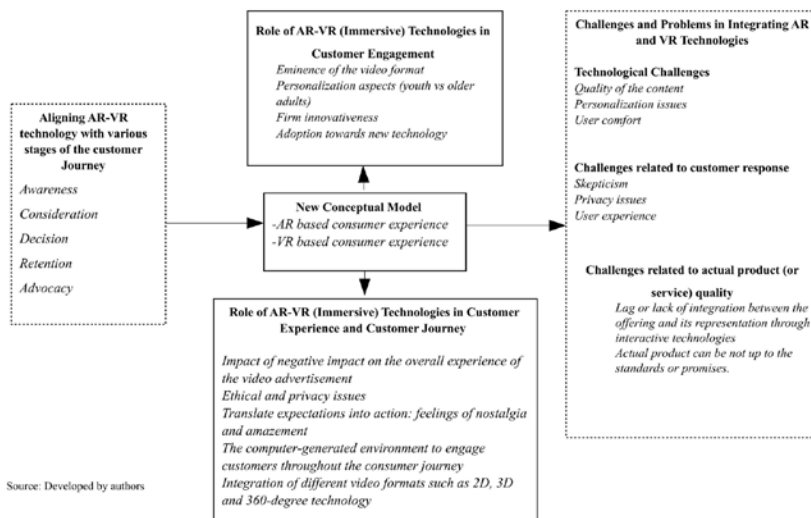 Aligning AR-VR
technology with various
stages of the customer
Journey
Awareness
Consideration
Decision
Retention
Advocacy
Role of AR-VR (Immersive) Technologies in
Customer Engagement
Eminence of the video format
Personalization aspects (youth vs older
adults)
Firm innovativeness
Adoption towards new technology
New Conceptual Model
-AR based consumer experience
-VR based consumer experience
Role of AR-VR (Immersive) Technologies in Customer
Experience and Customer Journey
Impact of negative impact on the overall experience of
the video advertisement
Ethical and privacy issues
Translate expectations into action: feelings of nostalgia
and amazement
The computer-generated environment to engage
customers throughout the consumer journey
Integration of different video formats such as 2D, 3D
and 360-degree technology
Challenges and Problems in Integrating AR
and VR Technologies
Technological Challenges
Quality of the content
Personalization issues
User comfort
Challenges related to customer response
Skepticism
Privacy issues
User experience
Challenges related to actual product (or
service) quality
Lag or lack of integration between the
offering and its representation through
interactive technologies
Actual product can be not up to the
standards or promises.
Source: Developed by authors